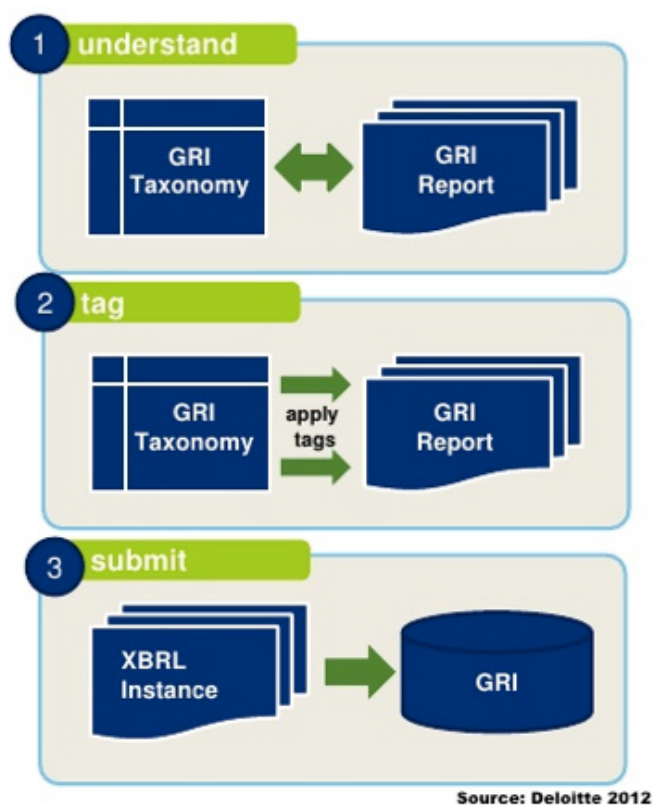 1 understand
GRI
Taxonomy
GRI
Report
2 tag
GRI
Taxonomy
apply
tags
GRI
Report
3 submit
XBRL
Instance
GRI
Source: Deloitte 2012